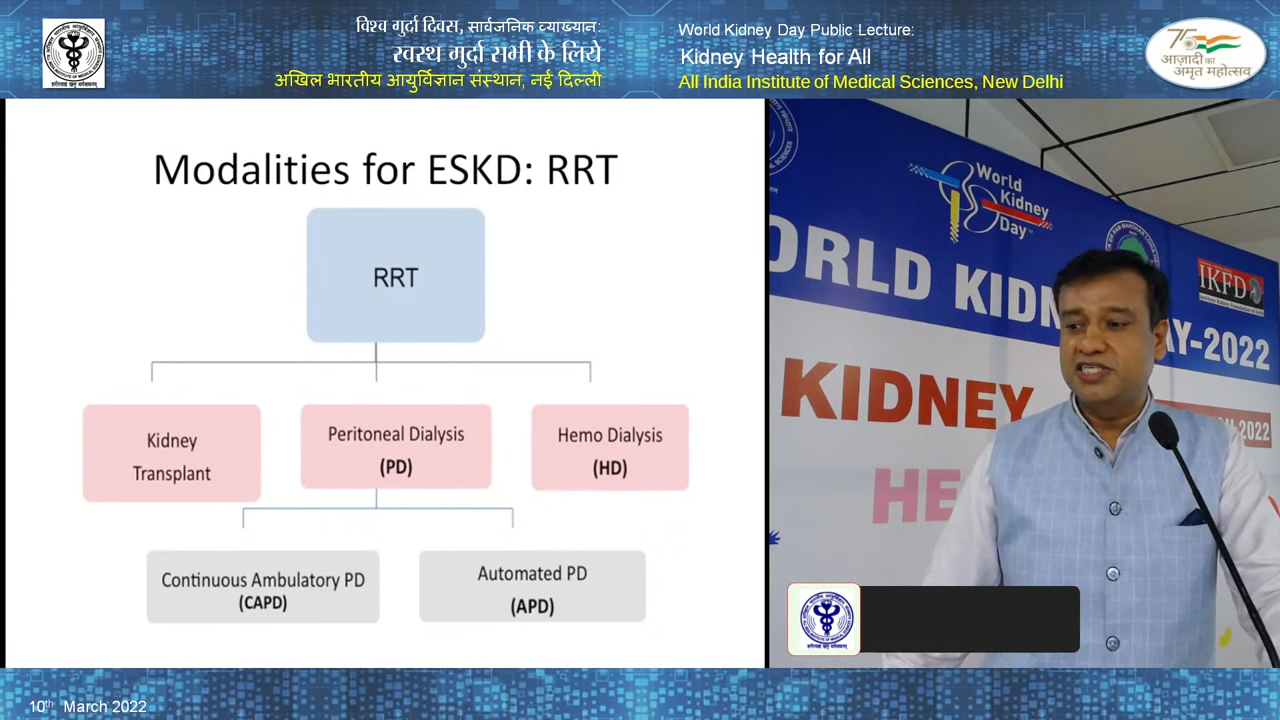 विश्व गुर्दा दिवस, सार्वजनिक व्याख्यान:
स्वस्थ गुर्दा सभी के लिये
अखिल भारतीय आयुर्विज्ञान संस्थान, नई दिल्ली
World Kidney Day Public Lecture:
Kidney Health for All
All India Institute of Medical Sciences, New Delhi
75
आज़ादी का
अमृत महोत्सव
Modalities for ESKD: RRT
RRT
Kidney
Transplant
Peritoneal Dialysis
(PD)
Hemo Dialysis
(HD)
Continuous Ambulatory PD
(CAPD)
Automated PD
(APD)
World
Kidney
Day
ORLD KIDN AY-2022
IKFD
KIDNEY
2022
HE
10th March 2022